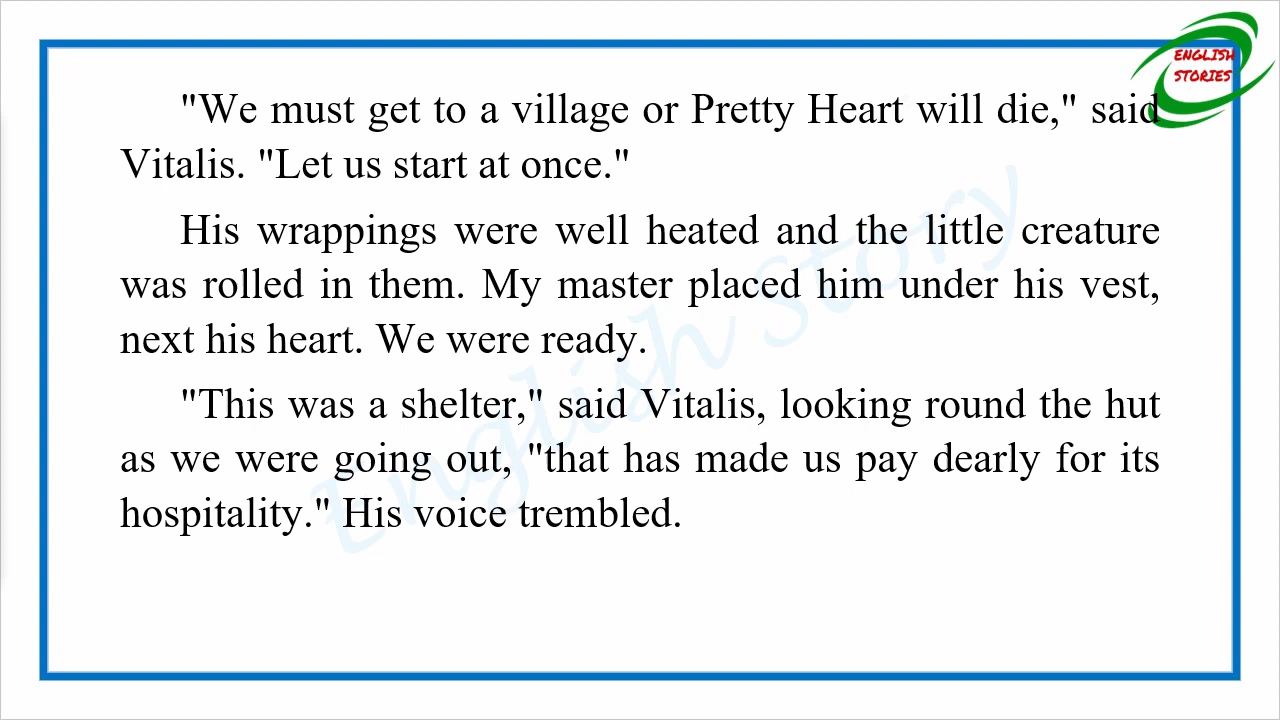 ENGLISH
STORIES
"We must get to a village or Pretty Heart will die," said
Vitalis. "Let us start at once."
His wrappings were well heated and the little creature
was rolled in them. My master placed him under his vest,
next his heart. We were ready.
"This was a shelter," said Vitalis, looking round the hut
as we were going out, "that has made us pay dearly for its
hospitality." His voice trembled.
English Story